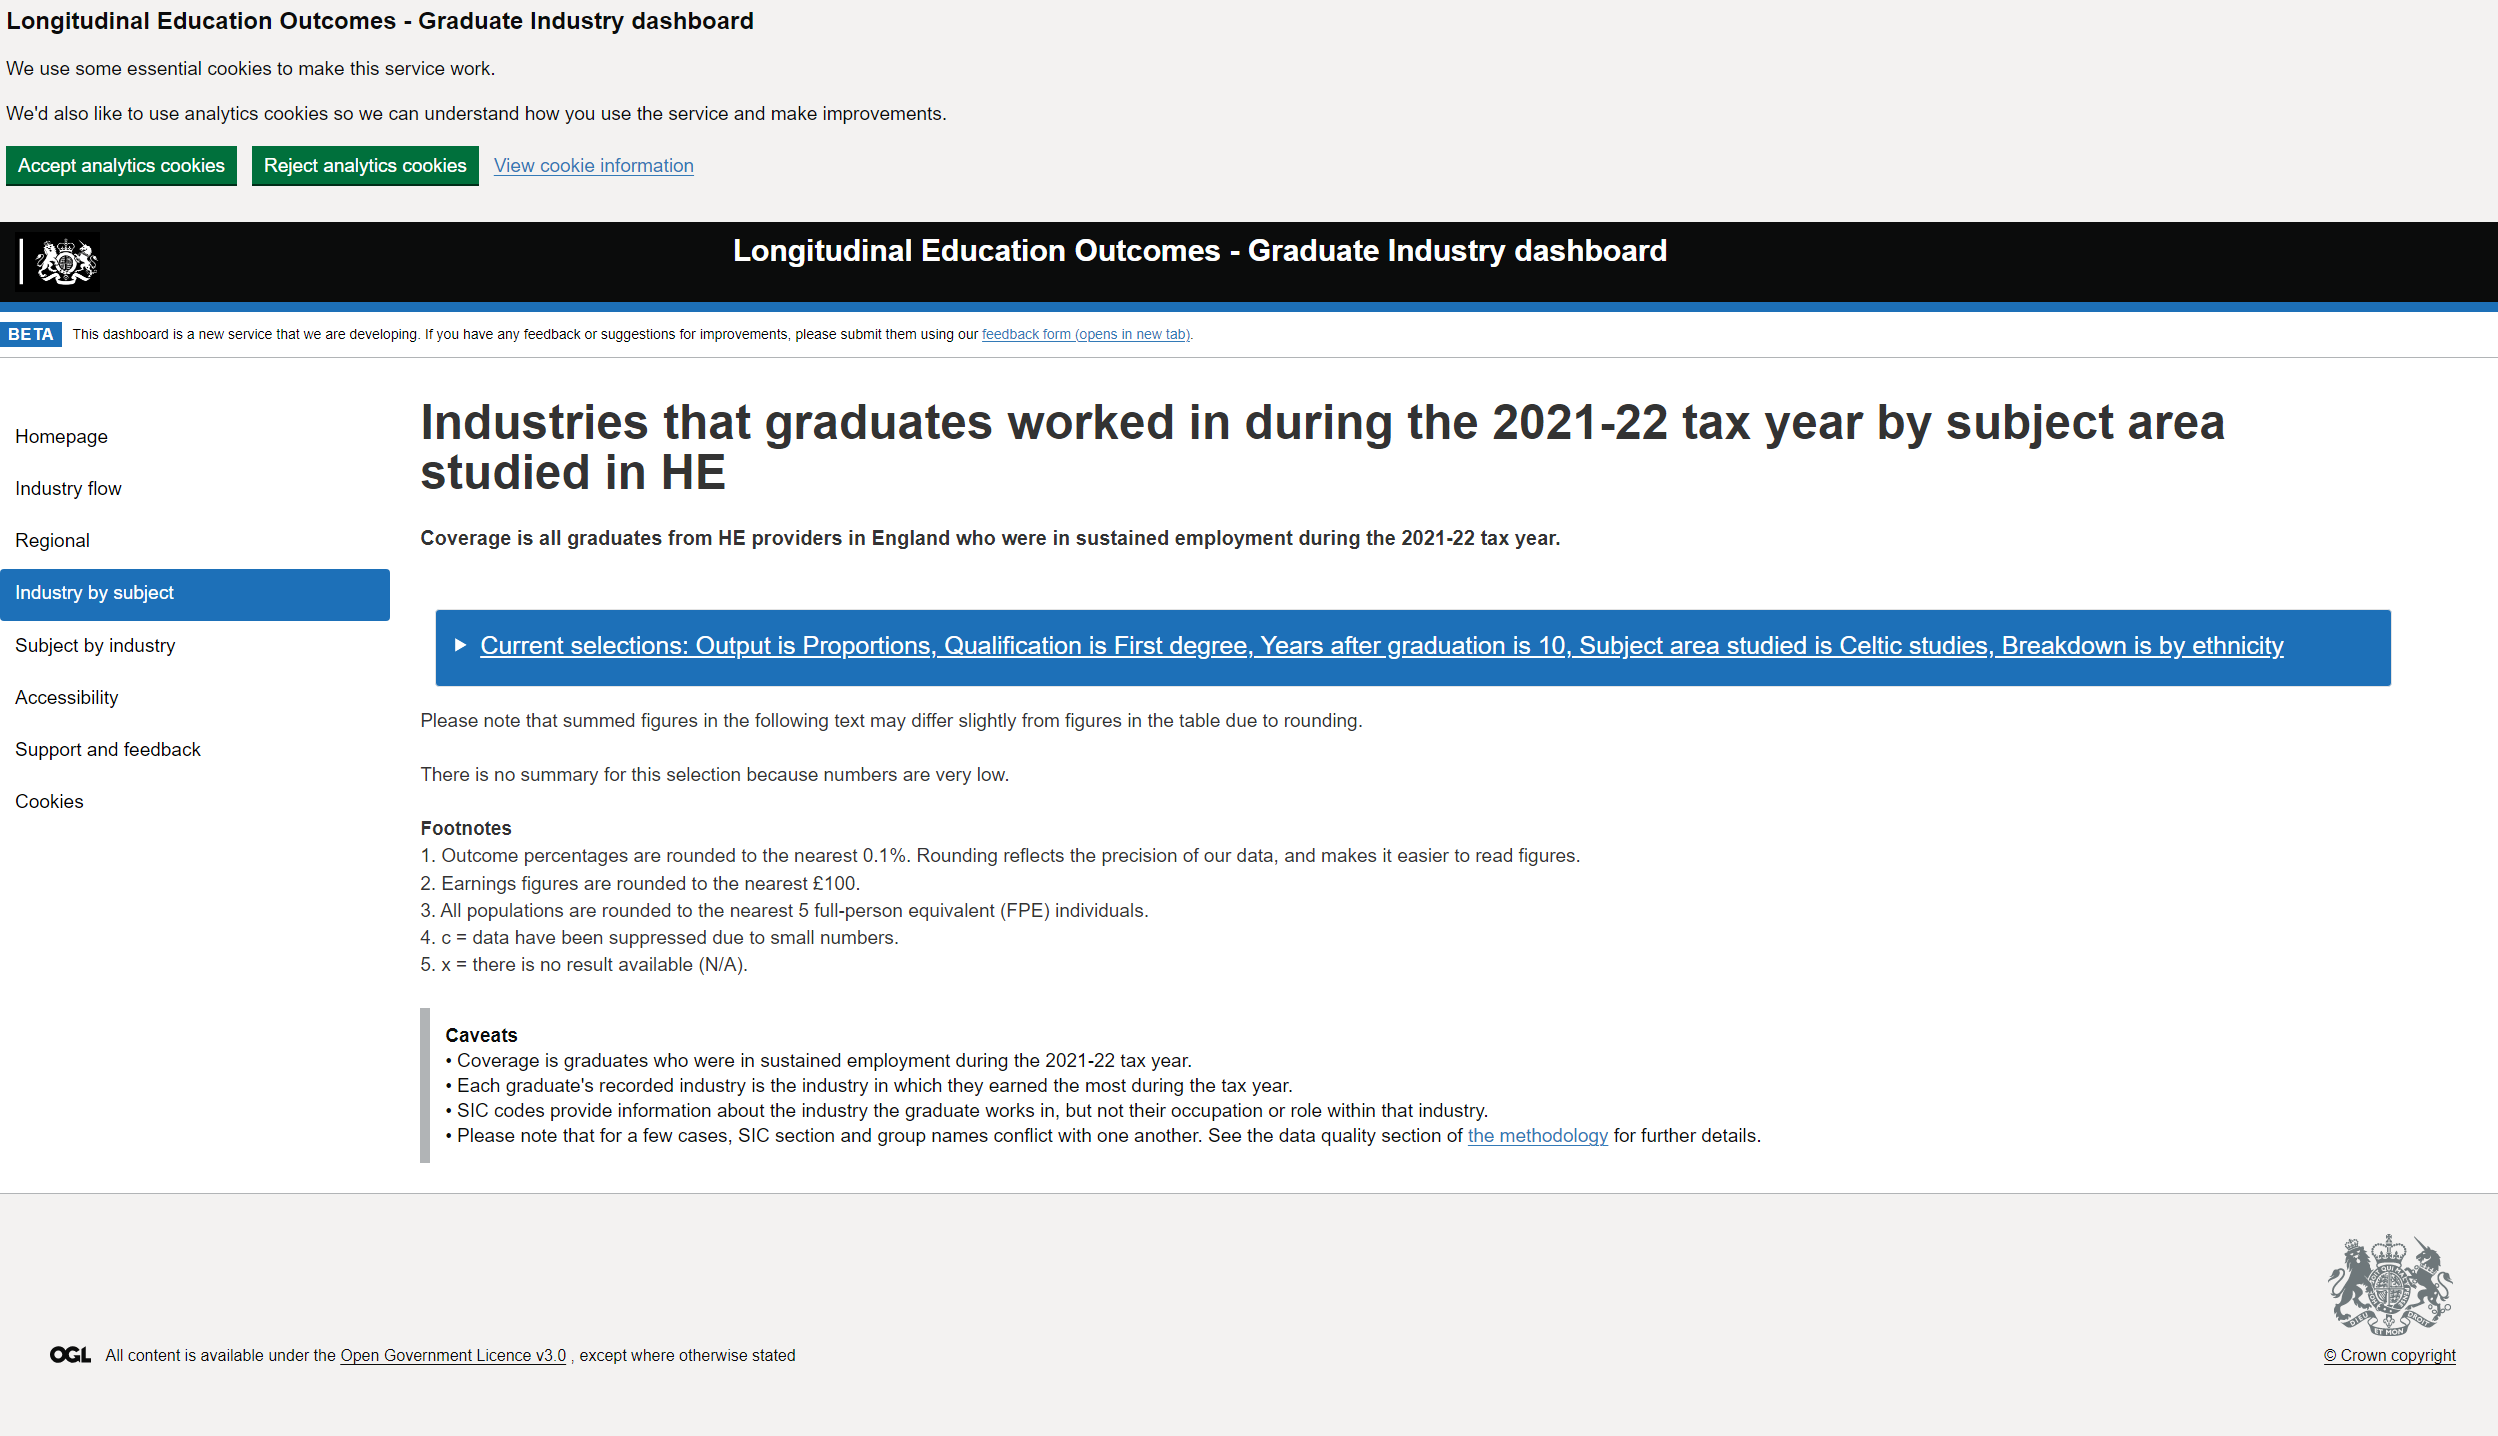 Longitudinal Education Outcomes - Graduate Industry dashboard
We use some essential cookies to make this service work.
We'd also like to use analytics cookies so we can understand how you use the service and make improvements.
Accept analytics cookies Reject analytics cookies View cookie information
Longitudinal Education Outcomes - Graduate Industry dashboard
BETA This dashboard is a new service that we are developing. If you have any feedback or suggestions for improvements, please submit them using our feedback form (opens in new tab).
Homepage
Industry flow
Regional
Industry by subject
Subject by industry
Accessibility
Support and feedback
Cookies
Industries that graduates worked in during the 2021-22 tax year by subject area
studied in HE
Coverage is all graduates from HE providers in England who were in sustained employment during the 2021-22 tax year.
Current selections: Output is Proportions, Qualification is First degree, Years after graduation is 10, Subject area studied is Celtic studies, Breakdown is by ethnicity
Please note that summed figures in the following text may differ slightly from figures in the table due to rounding.
There is no summary for this selection because numbers are very low.
Footnotes
1. Outcome percentages are rounded to the nearest 0.1%. Rounding reflects the precision of our data, and makes it easier to read figures.
2. Earnings figures are rounded to the nearest £100.
3. All populations are rounded to the nearest 5 full-person equivalent (FPE) individuals.
4. c = data have been suppressed due to small numbers.
5. x = there is no result available (N/A).
Caveats
• Coverage is graduates who were in sustained employment during the 2021-22 tax year.
• Each graduate's recorded industry is the industry in which they earned the most during the tax year.
• SIC codes provide information about the industry the graduate works in, but not their occupation or role within that industry.
• Please note that for a few cases, SIC section and group names conflict with one another. See the data quality section of the methodology for further details.
OGL All content is available under the Open Government Licence v3.0 , except where otherwise stated
DIEU ET MON DROIT
© Crown copyright